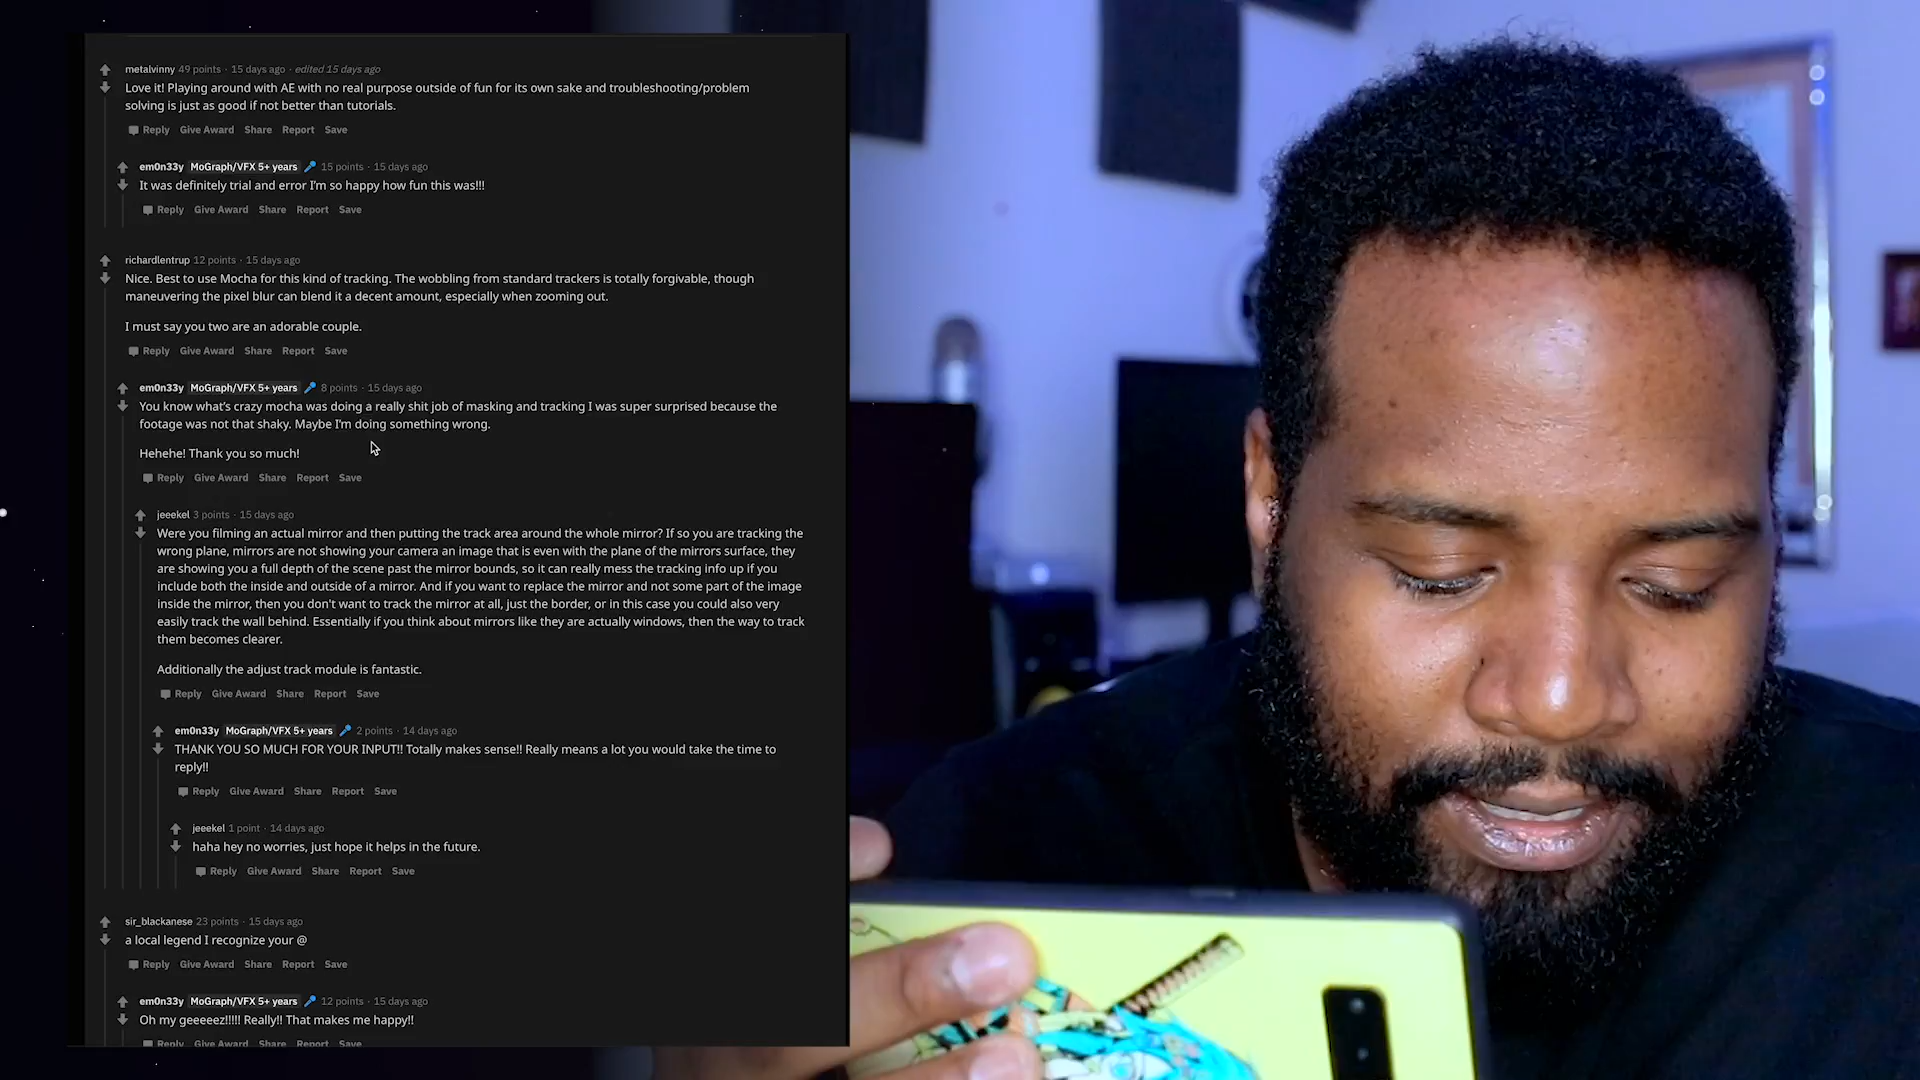 metalvinny 49 points · 15 days ago · edited 15 days ago
Love it! Playing around with AE with no real purpose outside of fun for its own sake and troubleshooting/problem
solving is just as good if not better than tutorials.
Reply Give Award Share Report Save
em0n33y MoGraph/VFX 5+ years 15 points · 15 days ago
It was definitely trial and error I'm so happy how fun this was!!!
Reply Give Award Share Report Save
richardlentrup 12 points · 15 days ago
Nice. Best to use Mocha for this kind of tracking. The wobbling from standard trackers is totally forgivable, though
maneuvering the pixel blur can blend it a decent amount, especially when zooming out.
I must say you two are an adorable couple.
Reply Give Award Share Report Save
em0n33y MoGraph/VFX 5+ years 8 points · 15 days ago
You know what's crazy mocha was doing a really shit job of masking and tracking I was super surprised because the
footage was not that shaky. Maybe I'm doing something wrong.
Hehehe! Thank you so much!
Reply Give Award Share Report Save
jeeekel 3 points · 15 days ago
Were you filming an actual mirror and then putting the track area around the whole mirror? If so you are tracking the
wrong plane, mirrors are not showing your camera an image that is even with the plane of the mirrors surface, they
are showing you a full depth of the scene past the mirror bounds, so it can really mess the tracking info up if you
include both the inside and outside of a mirror. And if you want to replace the mirror and not some part of the image
inside the mirror, then you don't want to track the mirror at all, just the border, or in this case you could also very
easily track the wall behind. Essentially if you think about mirrors like they are actually windows, then the way to track
them becomes clearer.
Additionally the adjust track module is fantastic.
Reply Give Award Share Report Save
em0n33y MoGraph/VFX 5+ years 2 points · 14 days ago
THANK YOU SO MUCH FOR YOUR INPUT!! Totally makes sense!! Really means a lot you would take the time to
reply!!
Reply Give Award Share Report Save
jeeekel 1 point · 14 days ago
haha hey no worries, just hope it helps in the future.
Reply Give Award Share Report Save
sir_blackanese 23 points · 15 days ago
a local legend I recognize your @
Reply Give Award Share Report Save
em0n33y MoGraph/VFX 5+ years 12 points · 15 days ago
Oh my geeeeez!!!!! Really!! That makes me happy!!
Reply Give Award Share Report Save